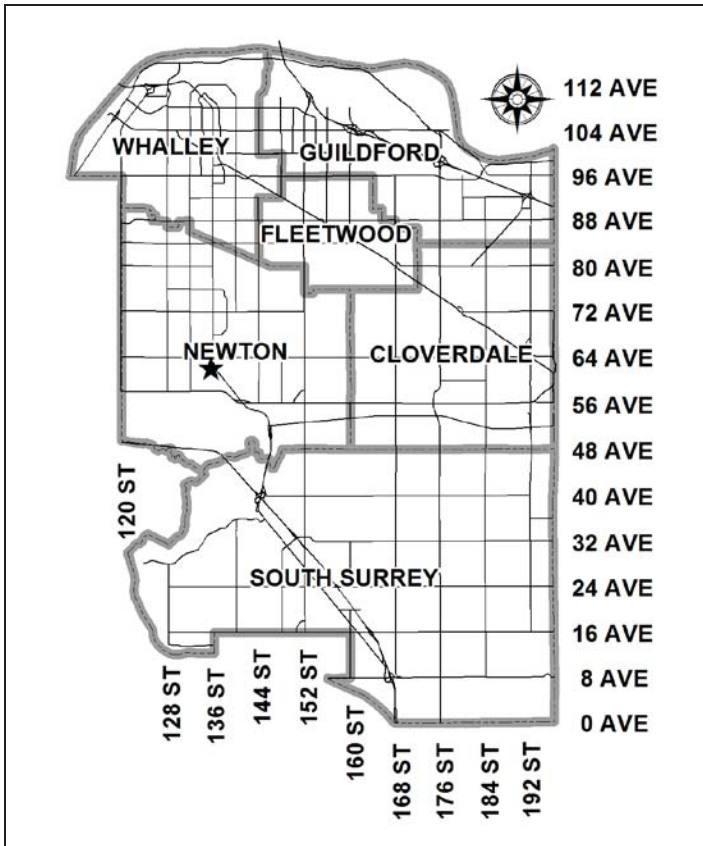 112 AVE
104 AVE
WHALLEY
GUILDFORD
96 AVE
88 AVE
FLEETWOOD
80 AVE
72 AVE
NEWTON
CLOVERDALE
64 AVE
56 AVE
48 AVE
120 ST
40 AVE
32 AVE
SOUTH SURREY
24 AVE
16 AVE
128 ST
136 ST
144 ST
152 ST
160 ST
8 AVE
0 AVE
168 ST
176 ST
184 ST
192 ST